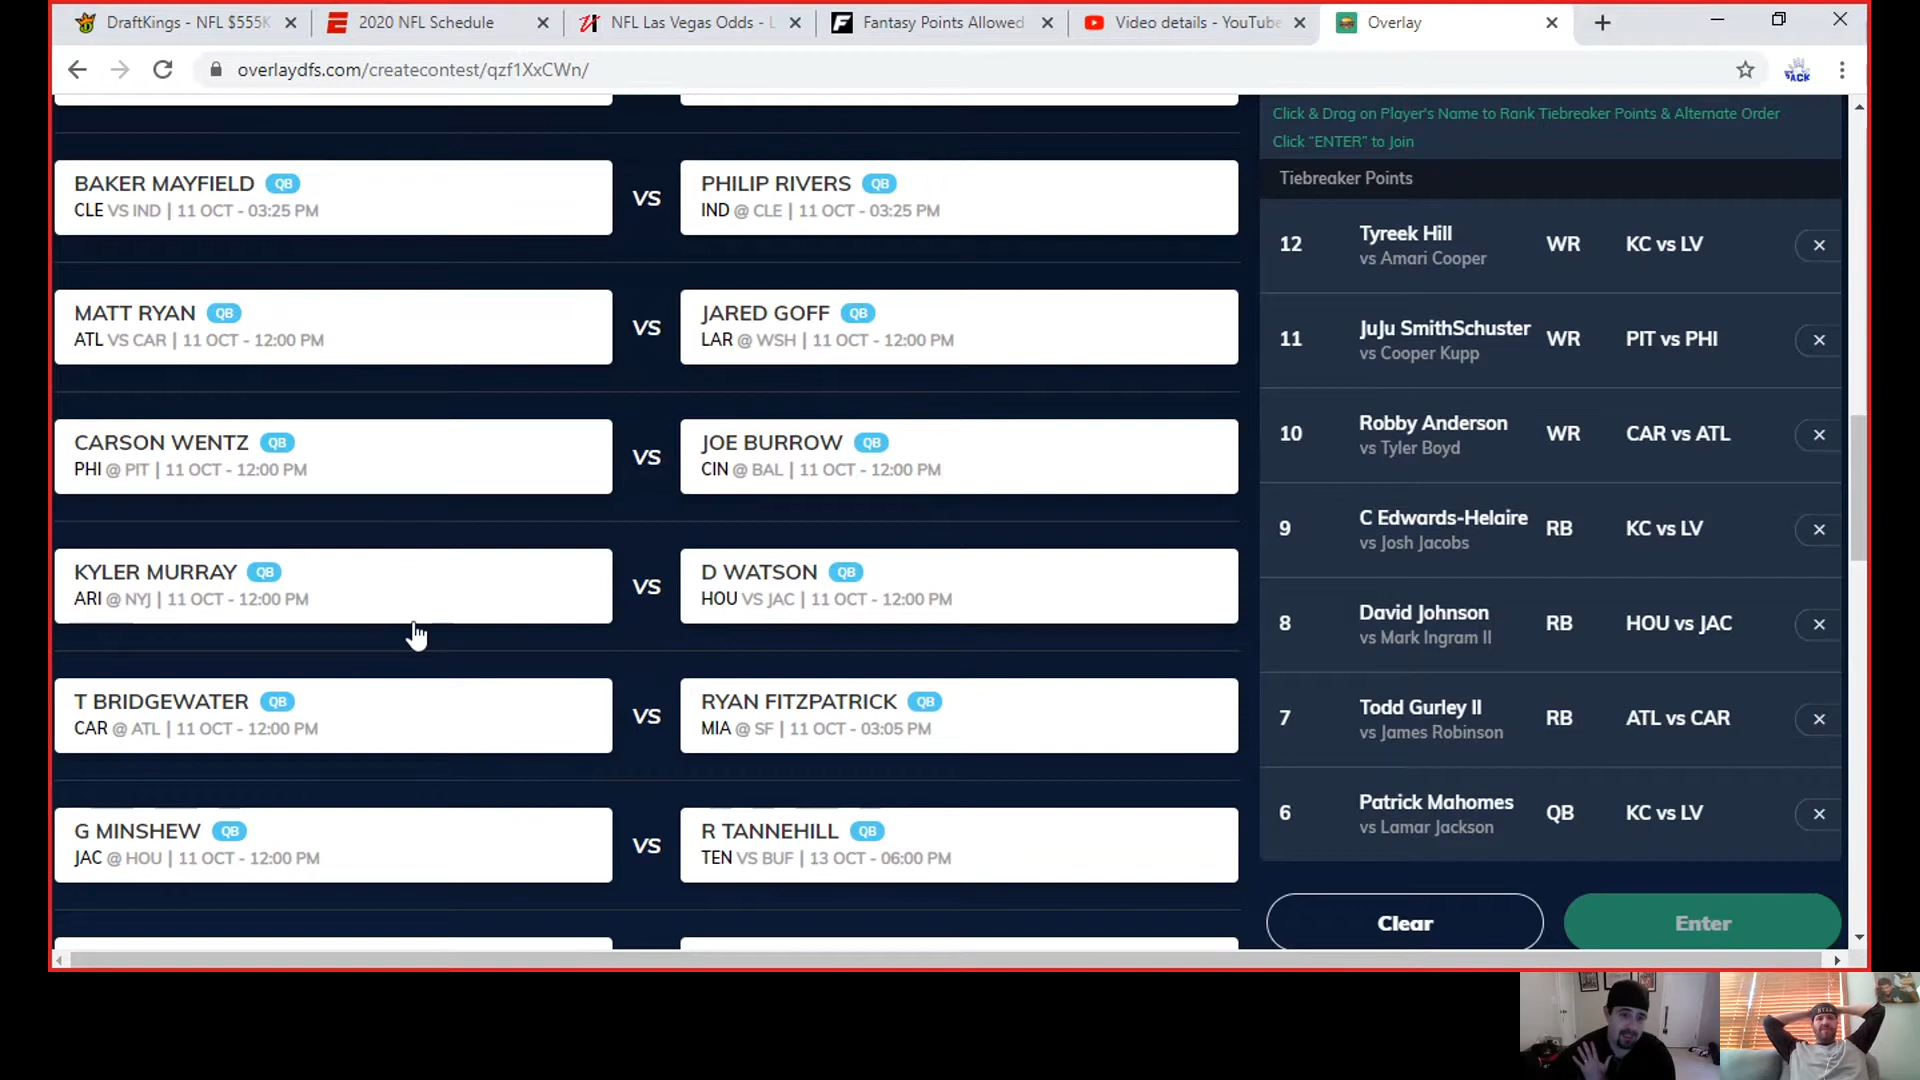 DraftKings - NFL $555K
2020 NFL Schedule
NFL Las Vegas Odds - L
Fantasy Points Allowed
Video details - YouTube
Overlay
overlaydfs.com/createcontest/qzf1XxCWn/
Click & Drag on Player's Name to Rank Tiebreaker Points & Alternate Order
Click "ENTER" to Join
Tiebreaker Points
BAKER MAYFIELD QB
CLE VS IND | 11 OCT - 03:25 PM
VS
PHILIP RIVERS QB
IND @ CLE | 11 OCT - 03:25 PM
MATT RYAN QB
ATL VS CAR | 11 OCT - 12:00 PM
VS
JARED GOFF QB
LAR @ WSH | 11 OCT - 12:00 PM
CARSON WENTZ QB
PHI @ PIT | 11 OCT - 12:00 PM
VS
JOE BURROW QB
CIN @ BAL | 11 OCT - 12:00 PM
KYLER MURRAY QB
ARI @ NYJ | 11 OCT - 12:00 PM
VS
D WATSON QB
HOU VS JAC | 11 OCT - 12:00 PM
T BRIDGEWATER QB
CAR @ ATL | 11 OCT - 12:00 PM
VS
RYAN FITZPATRICK QB
MIA @ SF | 11 OCT - 03:05 PM
G MINSHEW QB
JAC @ HOU | 11 OCT - 12:00 PM
VS
R TANNEHILL QB
TEN VS BUF | 13 OCT - 06:00 PM
12 Tyreek Hill WR KC vs LV
vs Amari Cooper
11 JuJu SmithSchuster WR PIT vs PHI
vs Cooper Kupp
10 Robby Anderson WR CAR vs ATL
vs Tyler Boyd
9 C Edwards-Helaire RB KC vs LV
vs Josh Jacobs
8 David Johnson RB HOU vs JAC
vs Mark Ingram II
7 Todd Gurley II RB ATL vs CAR
vs James Robinson
6 Patrick Mahomes QB KC vs LV
vs Lamar Jackson
Clear
Enter